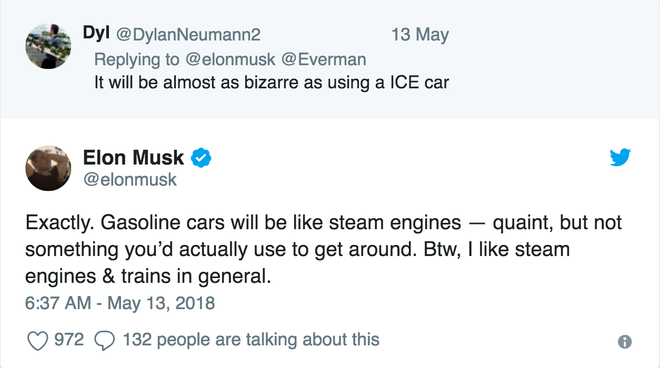 Dyl @DylanNeumann2 13 May
Replying to @elonmusk @Everman
It will be almost as bizarre as using a ICE car
Elon Musk
@elonmusk
Exactly. Gasoline cars will be like steam engines — quaint, but not
something you’d actually use to get around. Btw, I like steam
engines & trains in general.
6:37 AM - May 13, 2018
972 132 people are talking about this